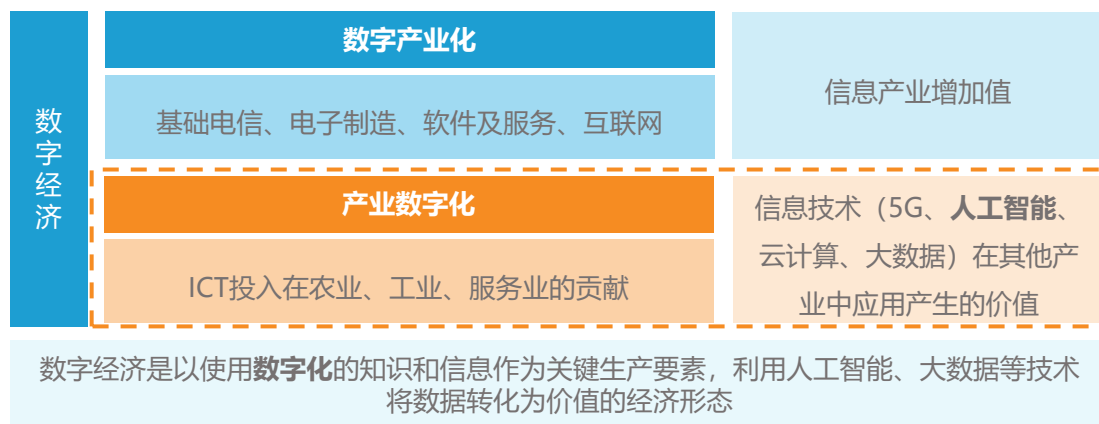 数字经济
数字产业化
基础电信、电子制造、软件及服务、互联网
信息产业增加值
产业数字化
ICT投入在农业、工业、服务业的贡献
信息技术（5G、人工智能、
云计算、大数据）在其他产
业中应用产生的价值
数字经济是以使用数字化的知识和信息作为关键生产要素，利用人工智能、大数据等技术
将数据转化为价值的经济形态